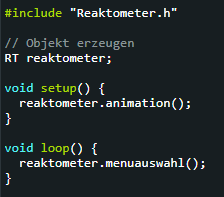 #include "Reaktometer.h"
// Objekt erzeugen
RT reaktometer;
void setup() {
  reaktometer.animation();
}
void loop() {
  reaktometer.menuauswahl();
}